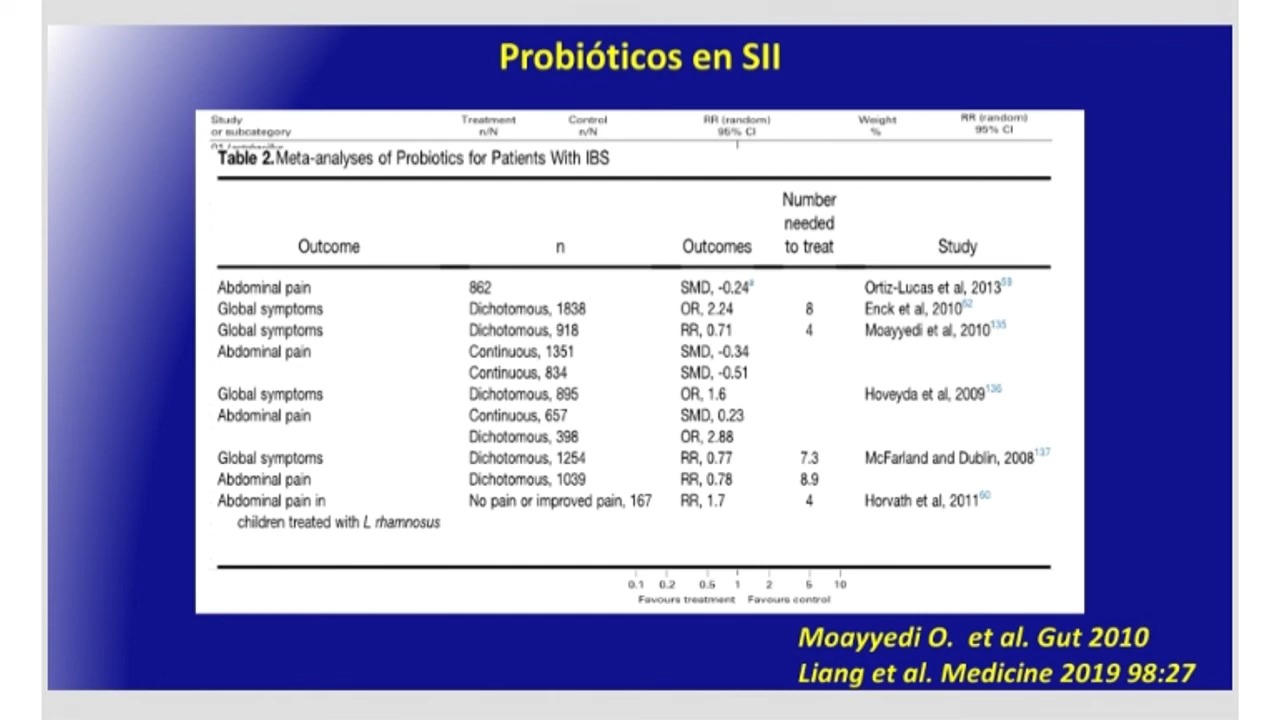 Probióticos en SII
Study Treatment Control RR (random) Weight RR (random)
or subcategory n/N n/N 95% CI % 95% CI
Table 2. Meta-analyses of Probiotics for Patients With IBS
Number
needed
Outcome n Outcomes to treat Study
Abdominal pain 862 SMD, -0.24a Ortiz-Lucas et al, 201359
Global symptoms Dichotomous, 1838 OR, 2.24 8 Enck et al, 201062
Global symptoms Dichotomous, 918 RR, 0.71 4 Moayyedi et al, 2010135
Abdominal pain Continuous, 1351 SMD, -0.34
Continuous, 834 SMD, -0.51
Global symptoms Dichotomous, 895 OR, 1.6 Hoveyda et al, 2009136
Abdominal pain Continuous, 657 SMD, 0.23
Dichotomous, 398 OR, 2.88
Global symptoms Dichotomous, 1254 RR, 0.77 7.3 McFarland and Dublin, 2008137
Abdominal pain Dichotomous, 1039 RR, 0.78 8.9
Abdominal pain in No pain or improved pain, 167 RR, 1.7 4 Horvath et al, 201160
children treated with L rhamnosus
0.1 0.2 0.5 1 2 5 10
Favours treatment Favours control
Moayyedi O. et al. Gut 2010
Liang et al. Medicine 2019 98:27